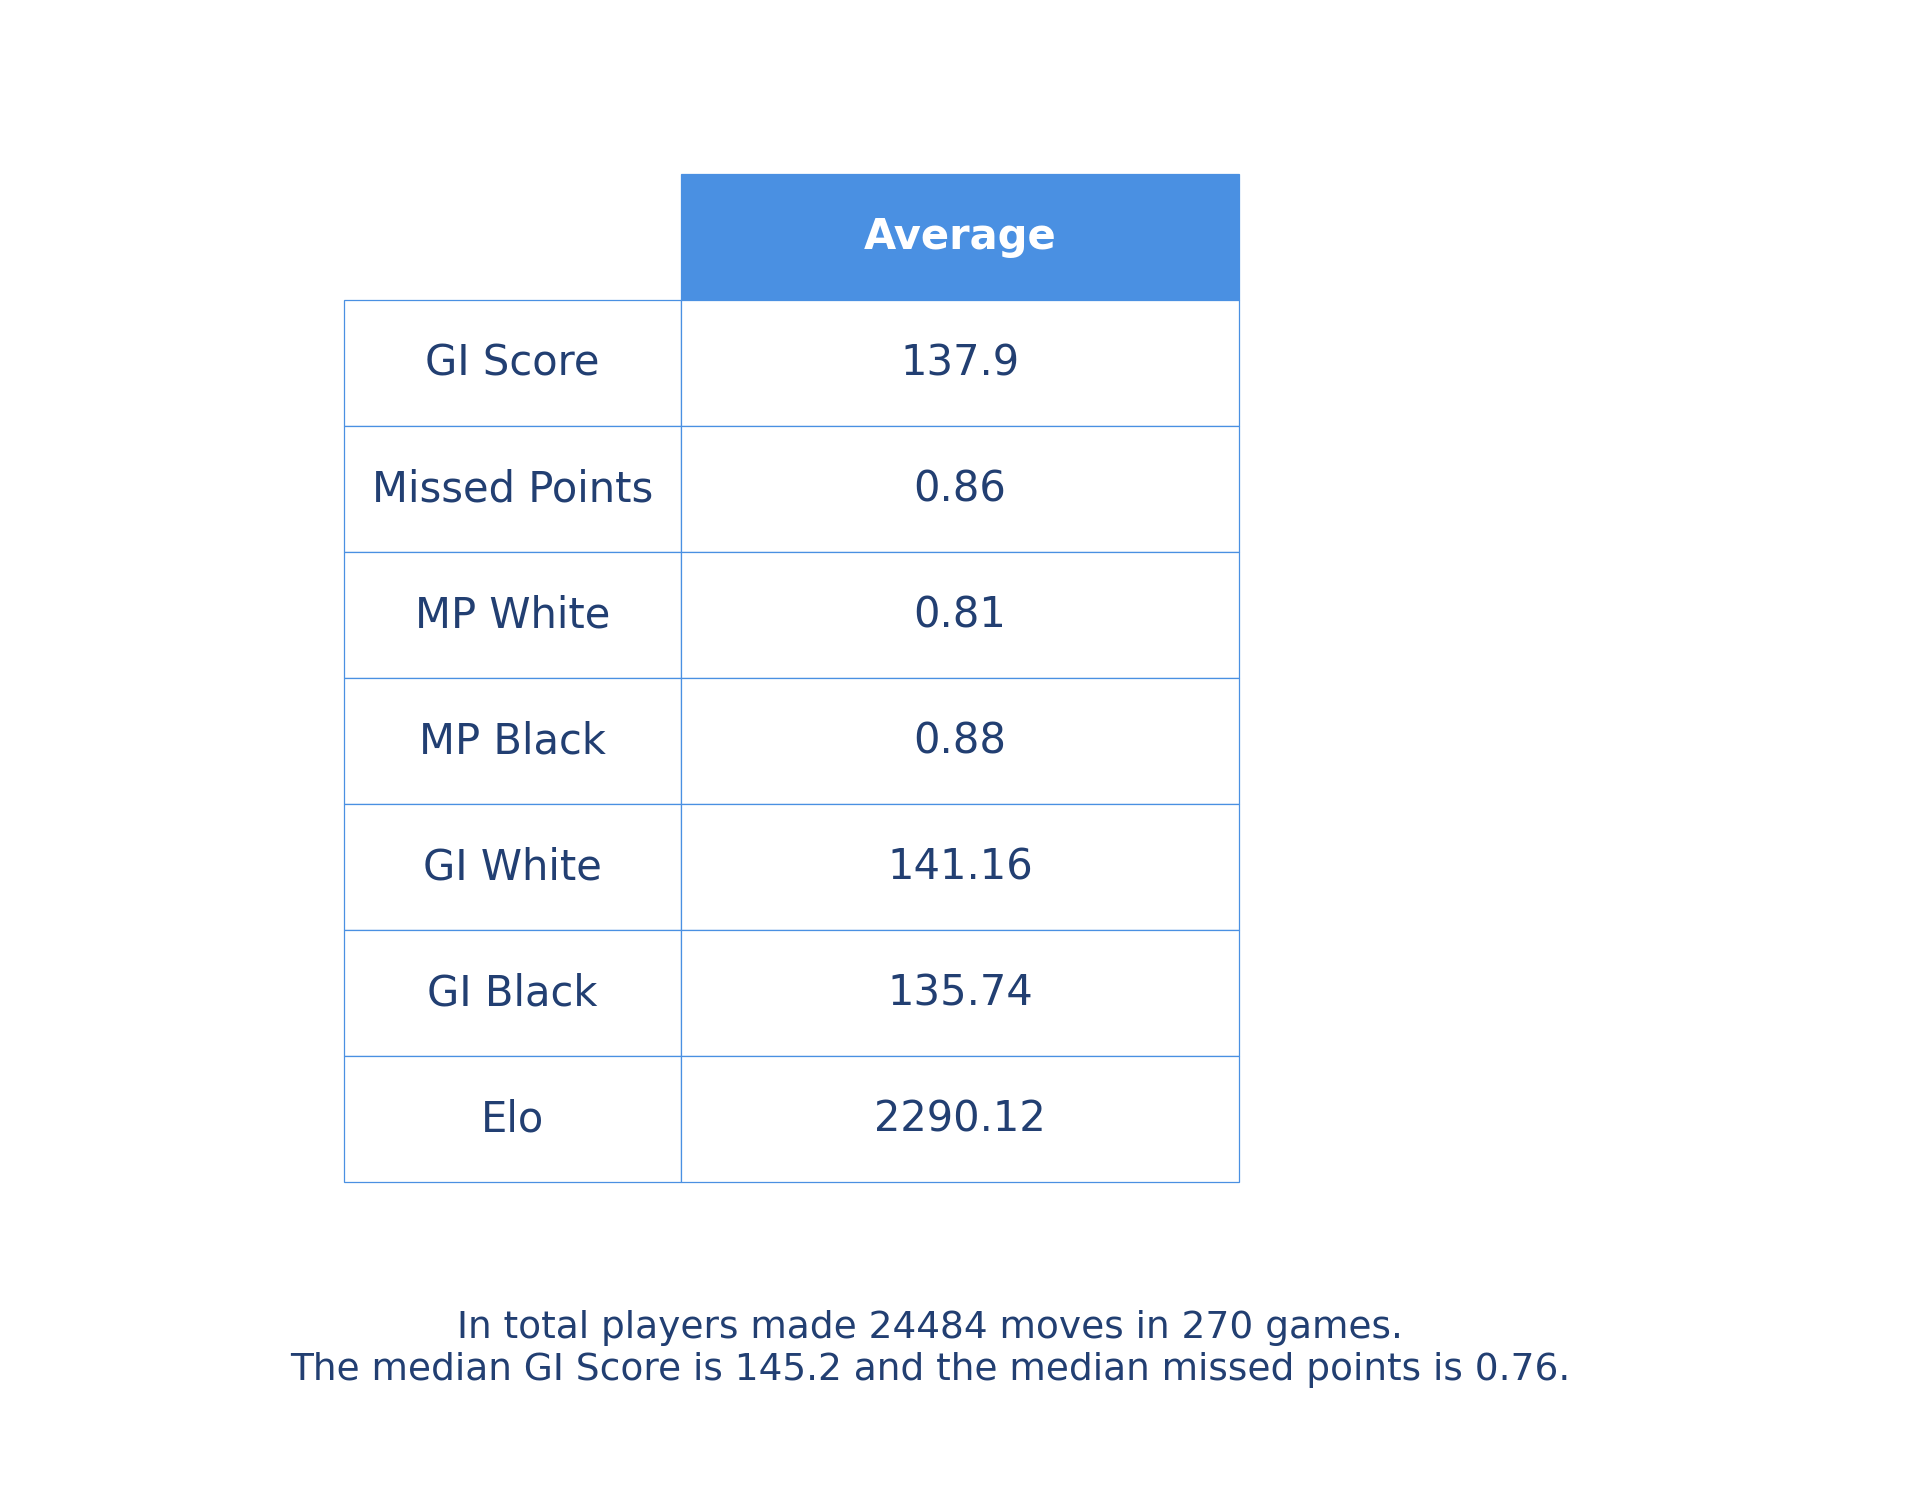 Average
GI Score 137.9
Missed Points 0.86
MP White 0.81
MP Black 0.88
GI White 141.16
GI Black 135.74
Elo 2290.12
In total players made 24484 moves in 270 games.
The median GI Score is 145.2 and the median missed points is 0.76.